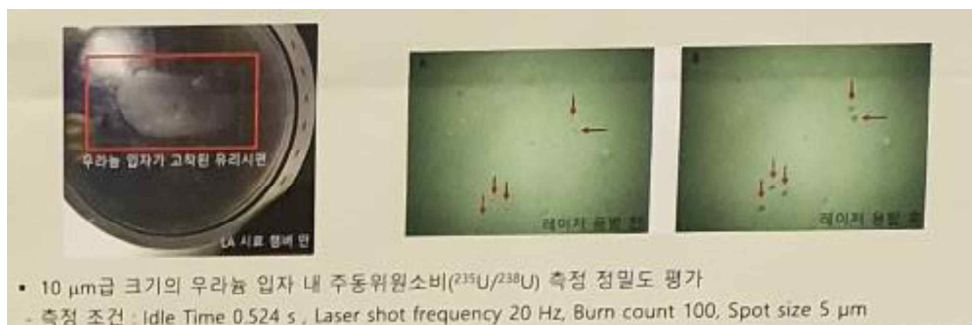 A
B
우라늄 입자가 고착된 유리시편
LA 시료 챔버 안
레이저 용발 전
레이저 용발 후
▪ 10 μm급 크기의 우라늄 입자 내 주동위원소비(²³⁵U/²³⁸U) 측정 정밀도 평가
- 측정 조건 : Idle Time 0.524 s , Laser shot frequency 20 Hz, Burn count 100, Spot size 5 μm